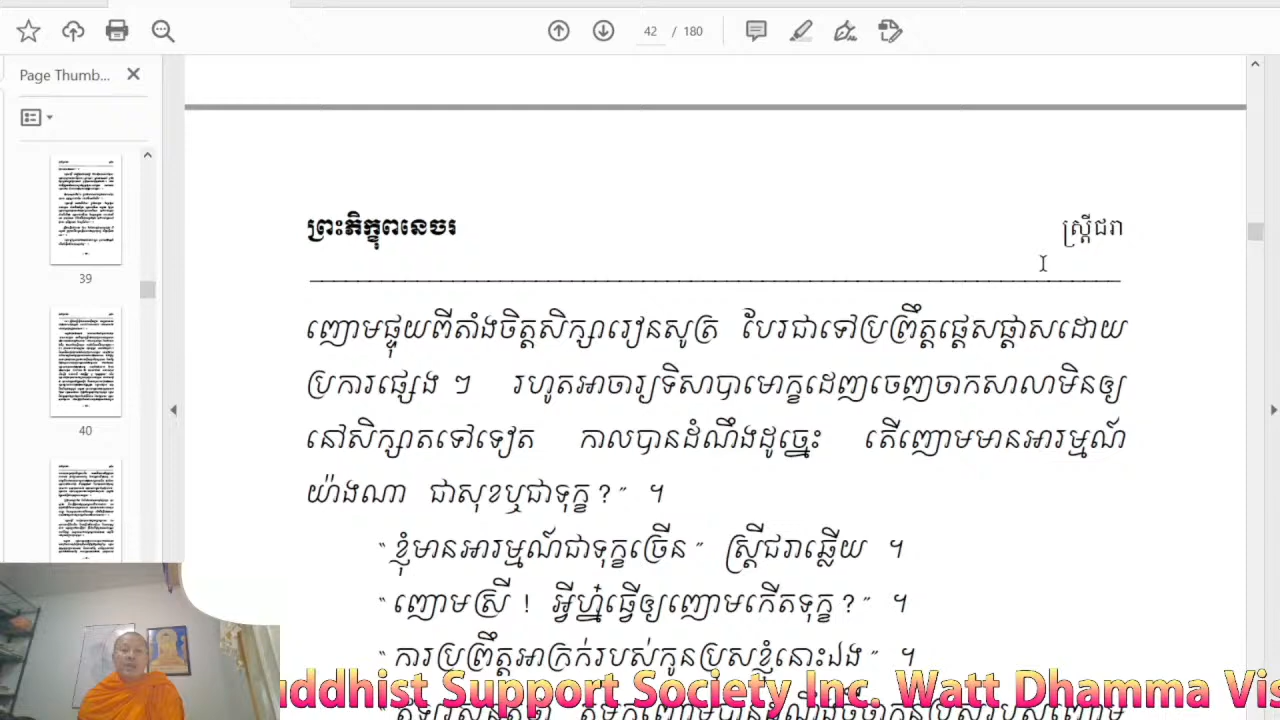 42 / 180
Page Thumb...
39
40
ព្រះភិក្ខុពនេចរ
ស្ត្រីជរា
ញោមផ្ទុយពីតាំងចិត្តសិក្សារៀនសូត្រ បែរជាទៅប្រព្រឹត្តផ្តេសផ្តាសដោយ
ប្រការផ្សេង ៗ រហូតអាចារ្យទិសាបាមោក្ខដេញចេញចាកសាលាមិនឲ្យ
នៅសិក្សាតទៅទៀត កាលបានដំណឹងដូច្នេះ តើញោមមានអារម្មណ៍
យ៉ាងណា ជាសុខឬជាទុក្ខ ? ” ។
“ ខ្ញុំមានអារម្មណ៍ជាទុក្ខច្រើន ” ស្ត្រីជរាឆ្លើយ ។
“ ញោមស្រី ! អ្វីហ្ន៎ធ្វើឲ្យញោមកើតទុក្ខ ? ” ។
“ ការប្រព្រឹត្តអាក្រក់របស់កូនប្រុសខ្ញុំនោះឯង ” ។
uddhist Support Society Inc. Watt Dhamma Vis